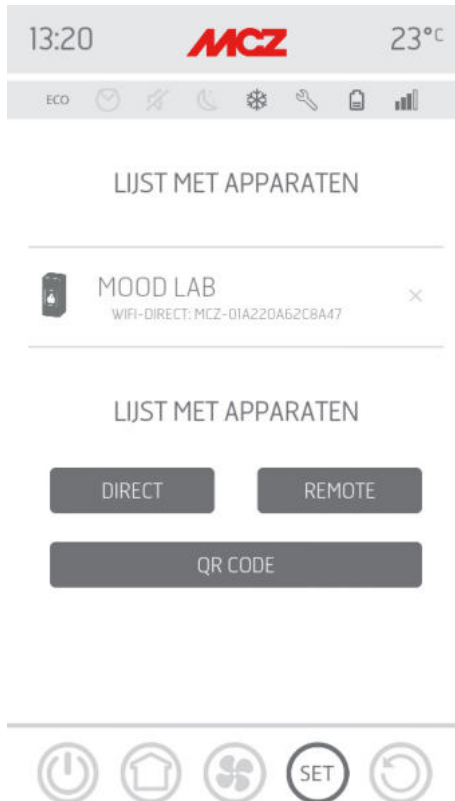 13:20 MCZ 23°C
ECO
LIJST MET APPARATEN
MOOD LAB
WIFI-DIRECT: MCZ-01A220A62C8A47
LIJST MET APPARATEN
DIRECT REMOTE
QR CODE
SET